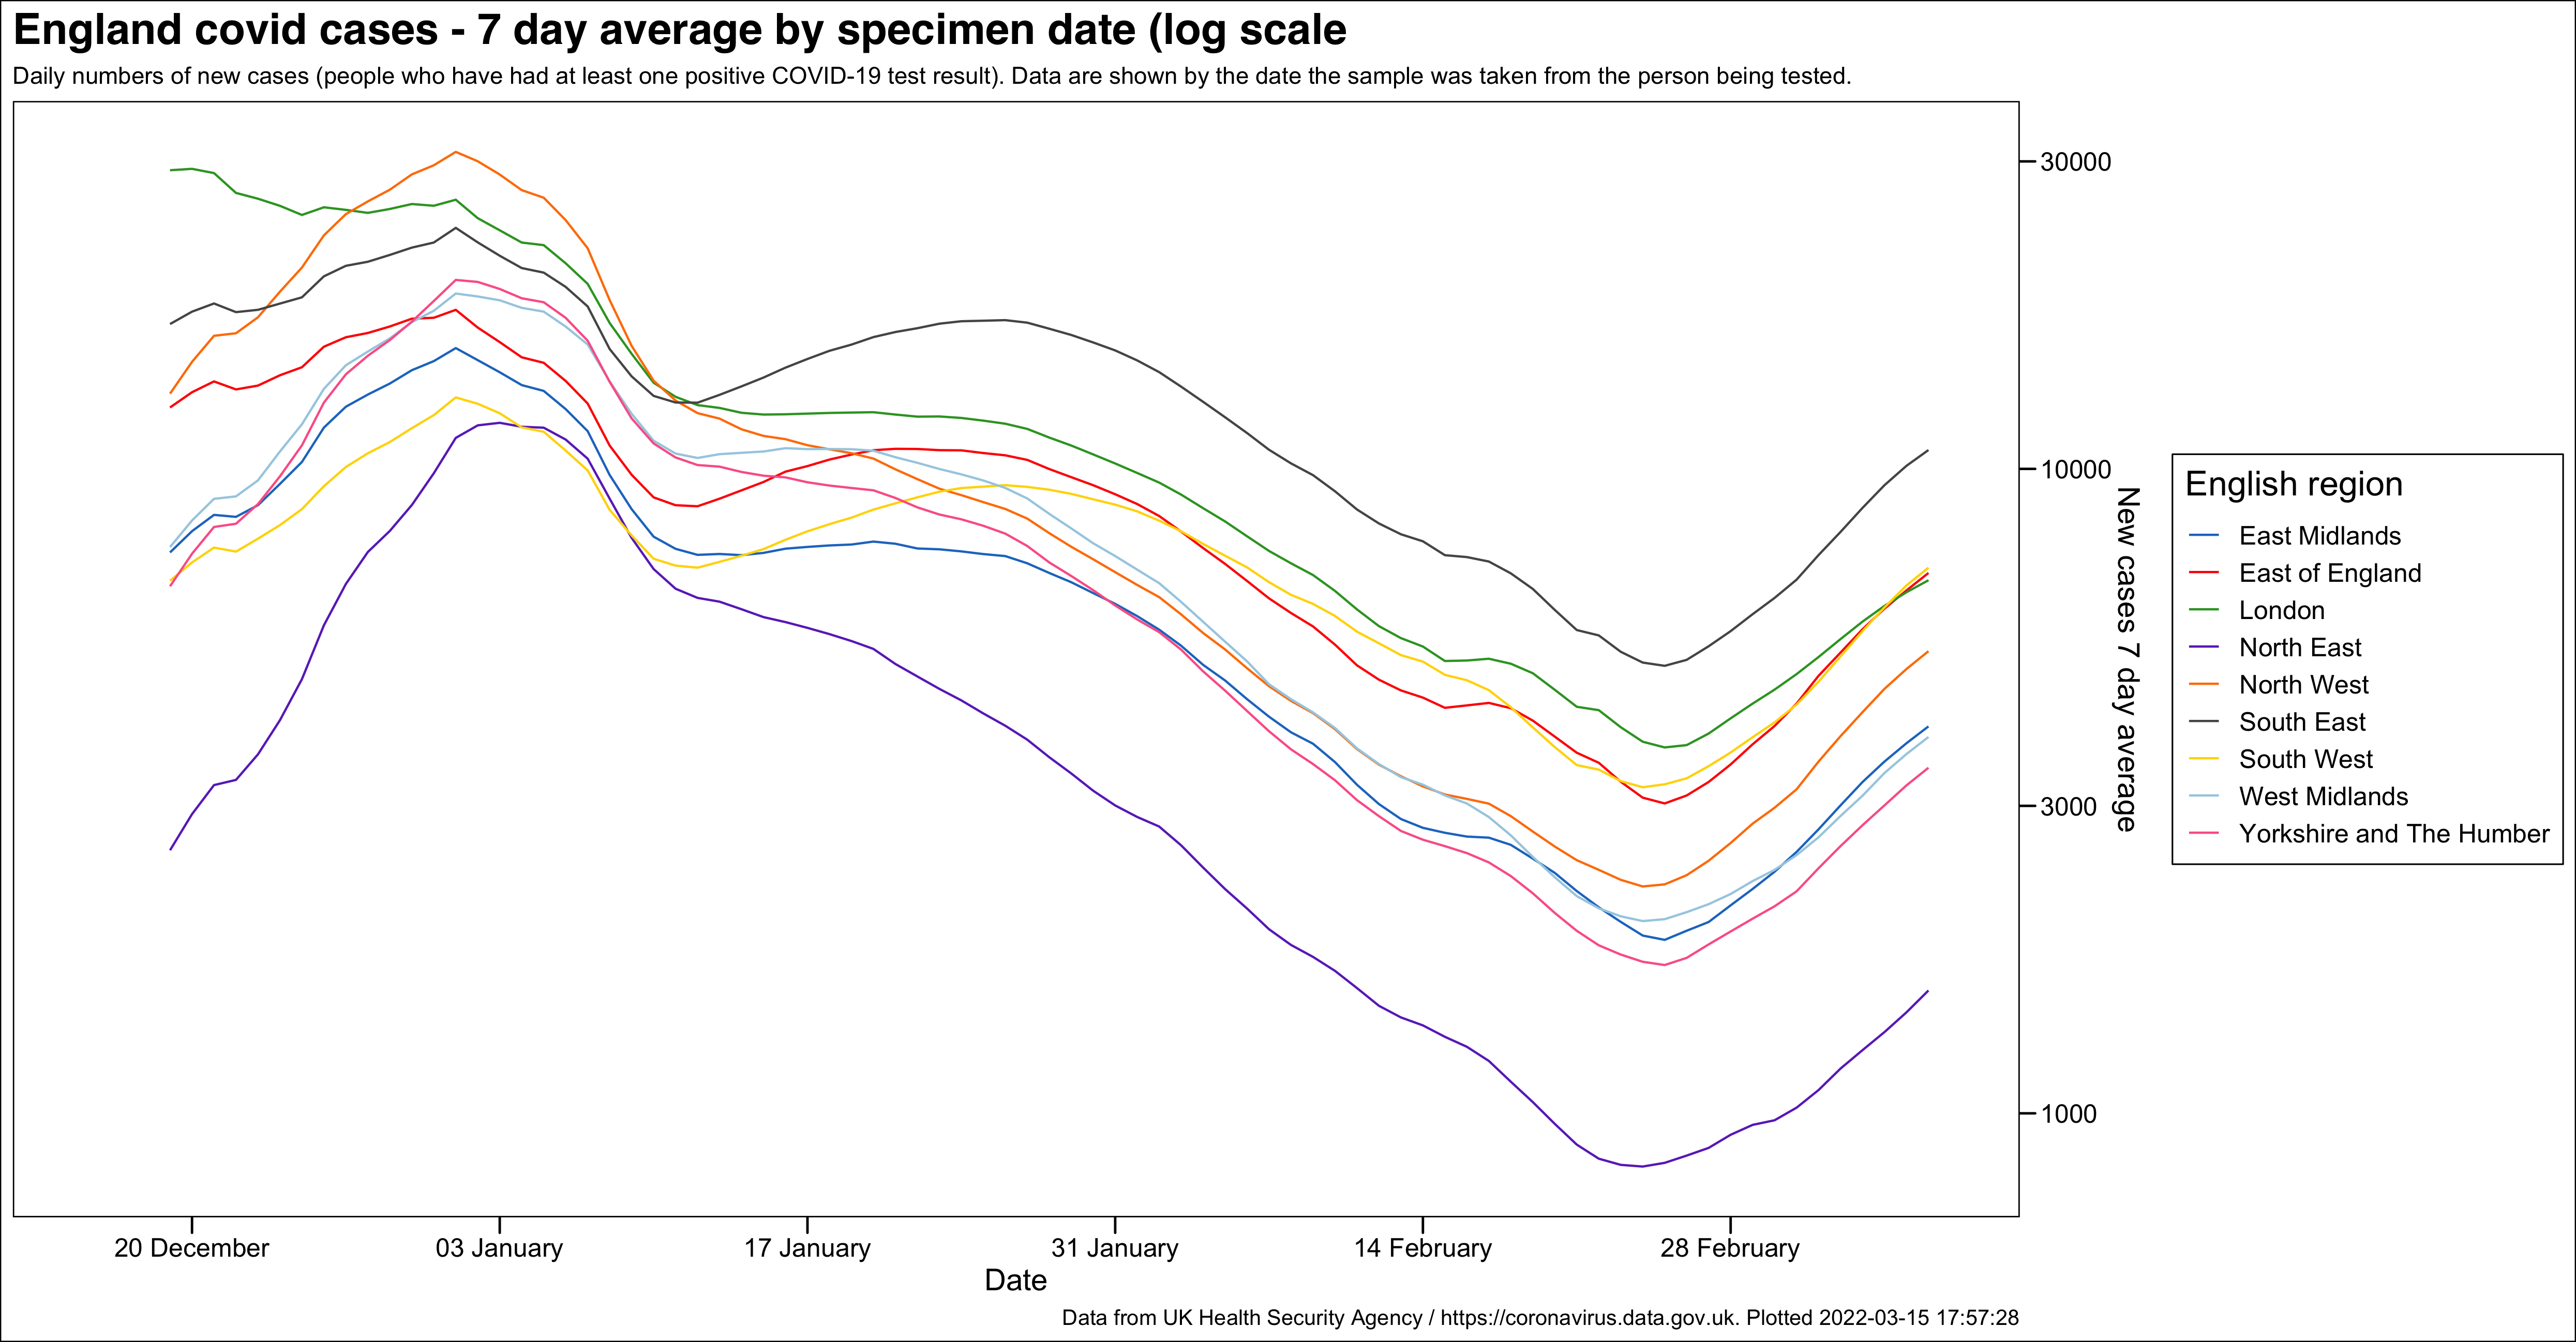 England covid cases - 7 day average by specimen date (log scale
Daily numbers of new cases (people who have had at least one positive COVID-19 test result). Data are shown by the date the sample was taken from the person being tested.
30000
10000
3000
1000
New cases 7 day average
English region
East Midlands
East of England
London
North East
North West
South East
South West
West Midlands
Yorkshire and The Humber
20 December
03 January
17 January
31 January
14 February
28 February
Date
Data from UK Health Security Agency / https://coronavirus.data.gov.uk. Plotted 2022-03-15 17:57:28